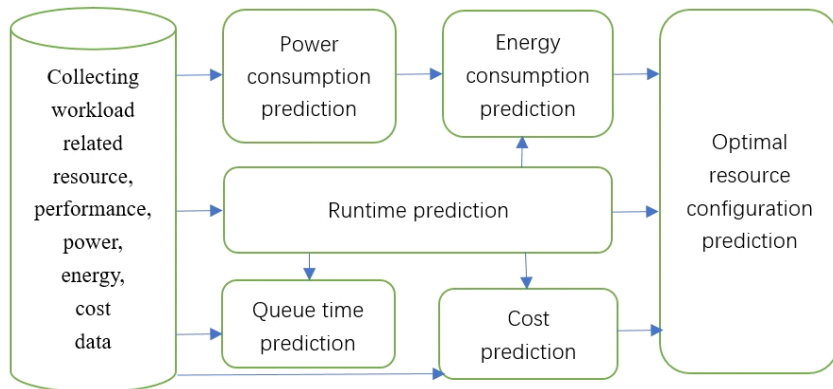 Collecting
workload
related
resource,
performance,
power,
energy,
cost
data
Power
consumption
prediction
Energy
consumption
prediction
Runtime prediction
Queue time
prediction
Cost
prediction
Optimal
resource
configuration
prediction